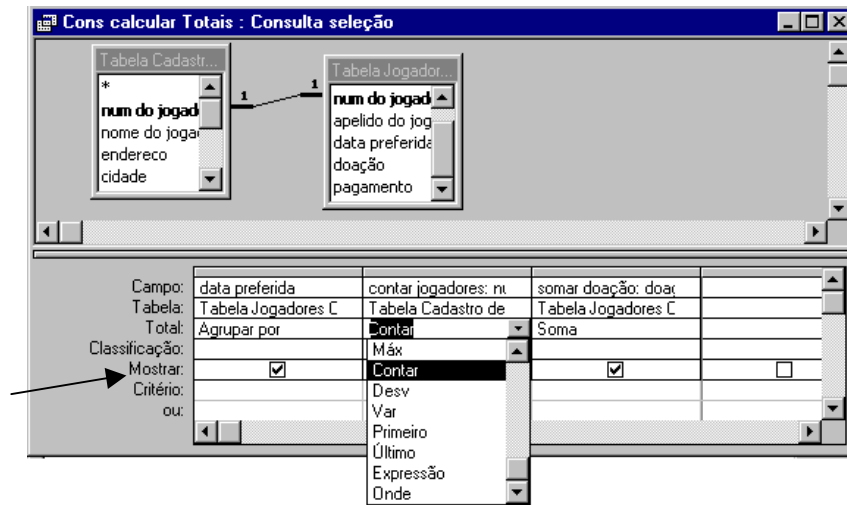 Cons calcular Totais : Consulta seleção
Tabela Cadastr...
*
num do jogad
nome do joga
endereco
cidade
1
1
Tabela Jogador...
num do jogad
apelido do jog
data preferida
doação
pagamento
Campo: data preferida contar jogadores: nu somar doação: doaç
Tabela: Tabela Jogadores C Tabela Cadastro de Tabela Jogadores C
Total: Agrupar por Contar Soma
Classificação:
Mostrar:
Critério:
ou:
Máx
Contar
Desv
Var
Primeiro
Último
Expressão
Onde